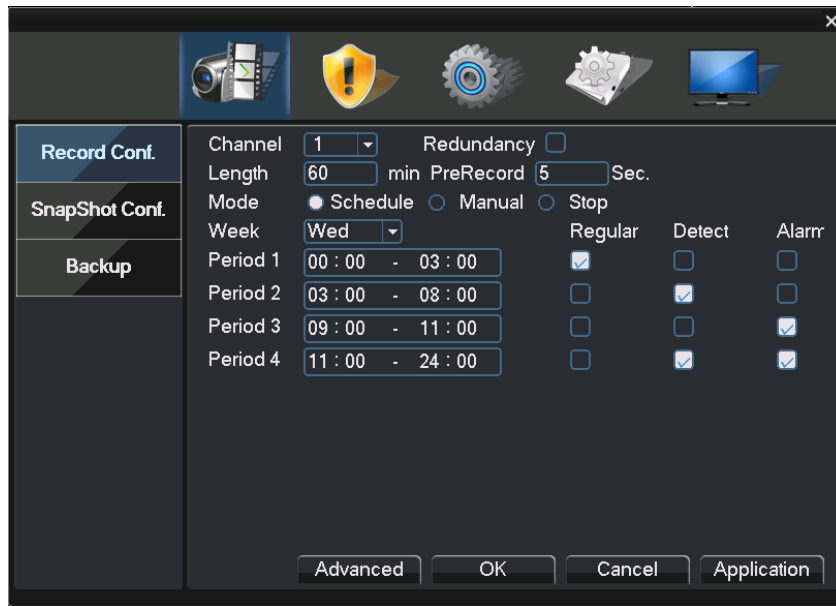 Record Conf.
SnapShot Conf.
Backup
Channel 1 Redundancy
Length 60 min PreRecord 5 Sec.
Mode Schedule Manual Stop
Week Wed Regular Detect Alarm
Period 1 00 : 00 - 03 : 00
Period 2 03 : 00 - 08 : 00
Period 3 09 : 00 - 11 : 00
Period 4 11 : 00 - 24 : 00
Advanced OK Cancel Application